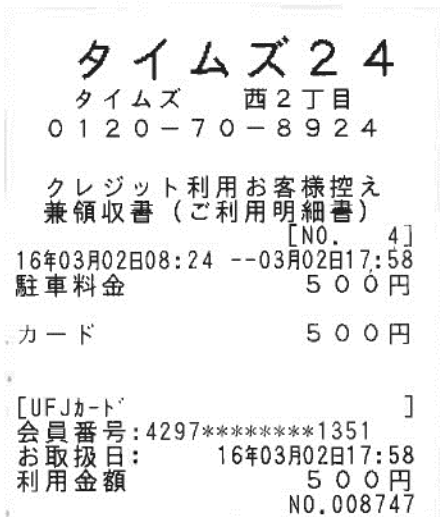 タイムズ24
タイムズ 西2丁目
0120-70-8924
クレジット利用お客様控え
兼領収書(ご利用明細書)
[NO. 4]
16年03月02日08:24 --03月02日17:58
駐車料金 500円
カード 500円
[UFJｶｰﾄﾞ ]
会員番号:4297********1351
お取扱日: 16年03月02日17:58
利用金額 500円
NO.008747